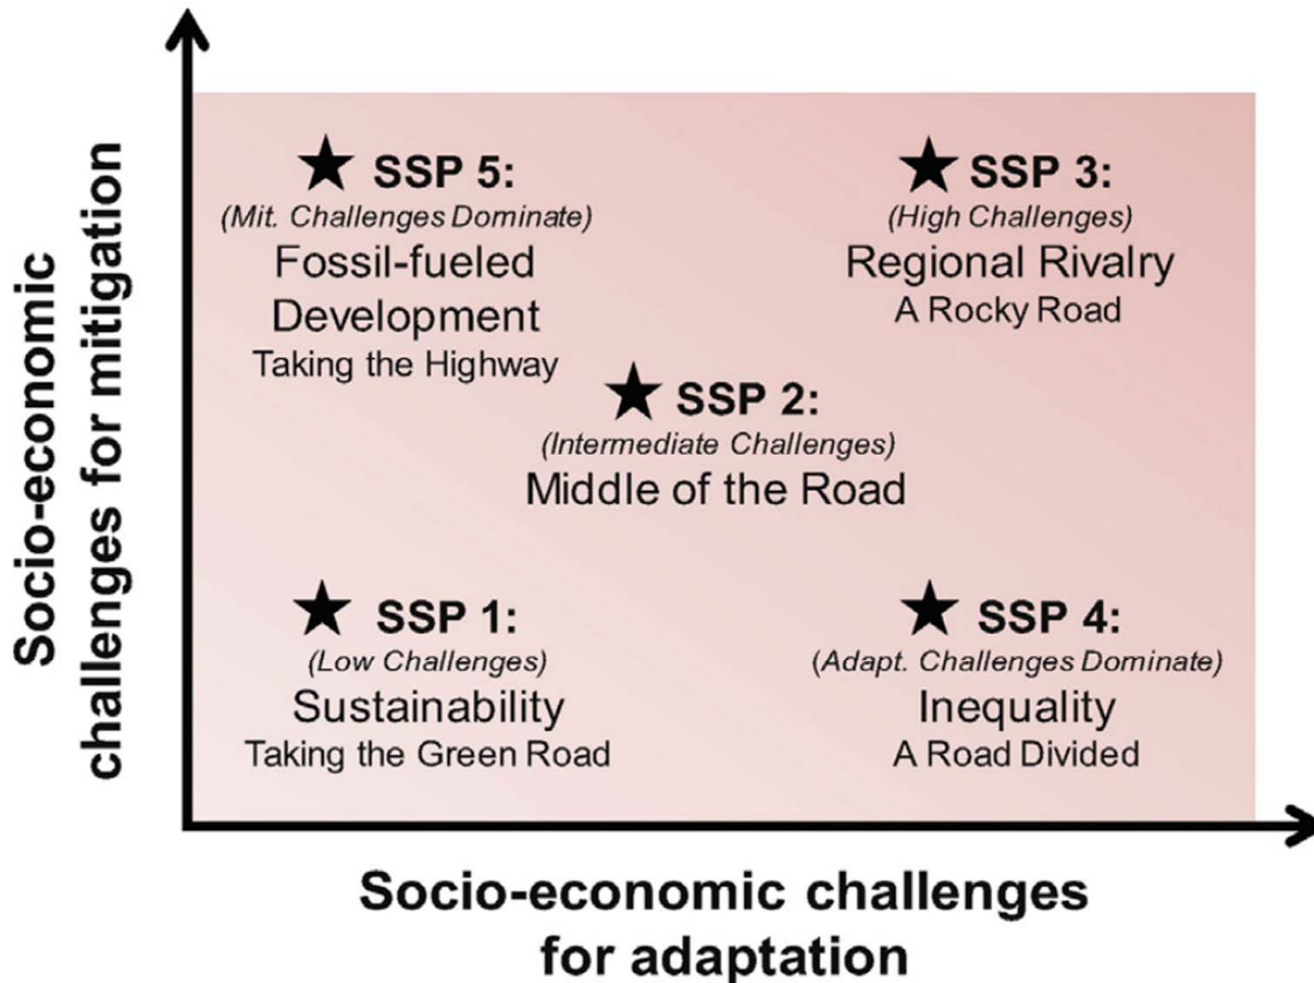 Socio-economic
challenges for mitigation
★ SSP 5:
(Mit. Challenges Dominate)
Fossil-fueled
Development
Taking the Highway
★ SSP 3:
(High Challenges)
Regional Rivalry
A Rocky Road
★ SSP 2:
(Intermediate Challenges)
Middle of the Road
★ SSP 1:
(Low Challenges)
Sustainability
Taking the Green Road
★ SSP 4:
(Adapt. Challenges Dominate)
Inequality
A Road Divided
Socio-economic challenges
for adaptation